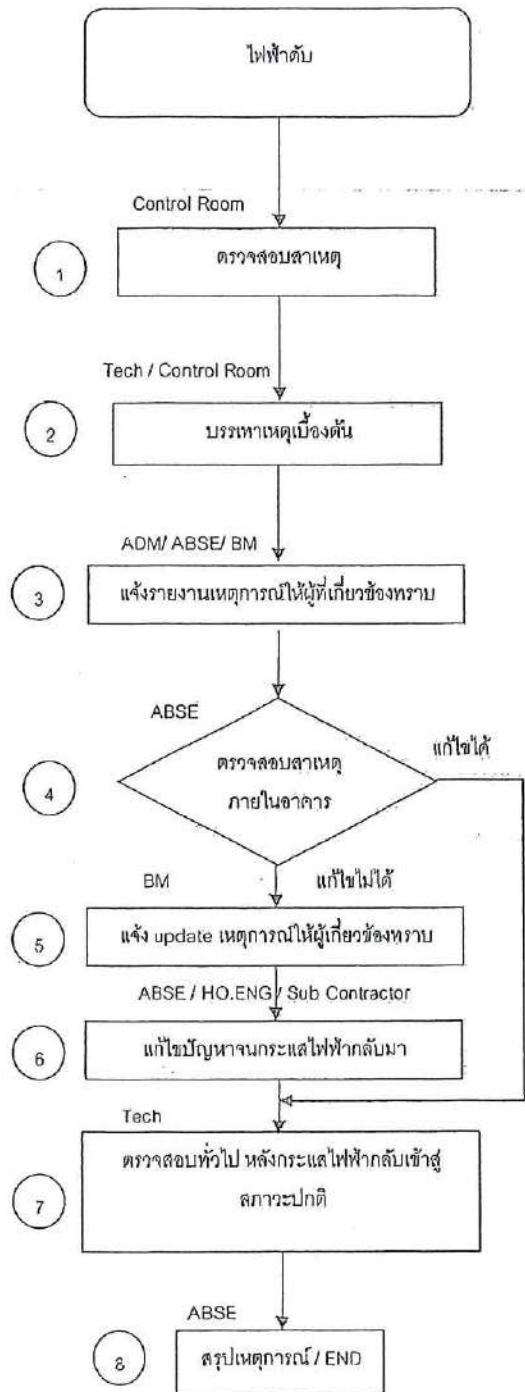 ไฟฟ้าดับ
Control Room
1
ตรวจสอบสาเหตุ
Tech / Control Room
2
บรรเทาเหตุเบื้องต้น
ADM/ ABSE/ BM
3
แจ้งรายงานเหตุการณ์ให้ผู้ที่เกี่ยวข้องทราบ
ABSE
แก้ไขได้
4
ตรวจสอบสาเหตุ
ภายในอาคาร
BM
แก้ไขไม่ได้
5
แจ้ง update เหตุการณ์ให้ผู้เกี่ยวข้องทราบ
ABSE / HO.ENG / Sub Contractor
6
แก้ไขปัญหาจนกระแสไฟฟ้ากลับมา
Tech
7
ตรวจสอบทั่วไป หลังกระแสไฟฟ้ากลับเข้าสู่
สภาวะปกติ
ABSE
8
สรุปเหตุการณ์ / END